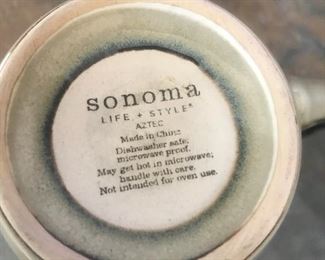 sonoma
LIFE + STYLE®
AZTEC
Made in China
Dishwasher safe;
microwave proof.
May get hot in microwave;
handle with care.
Not intended for oven use.